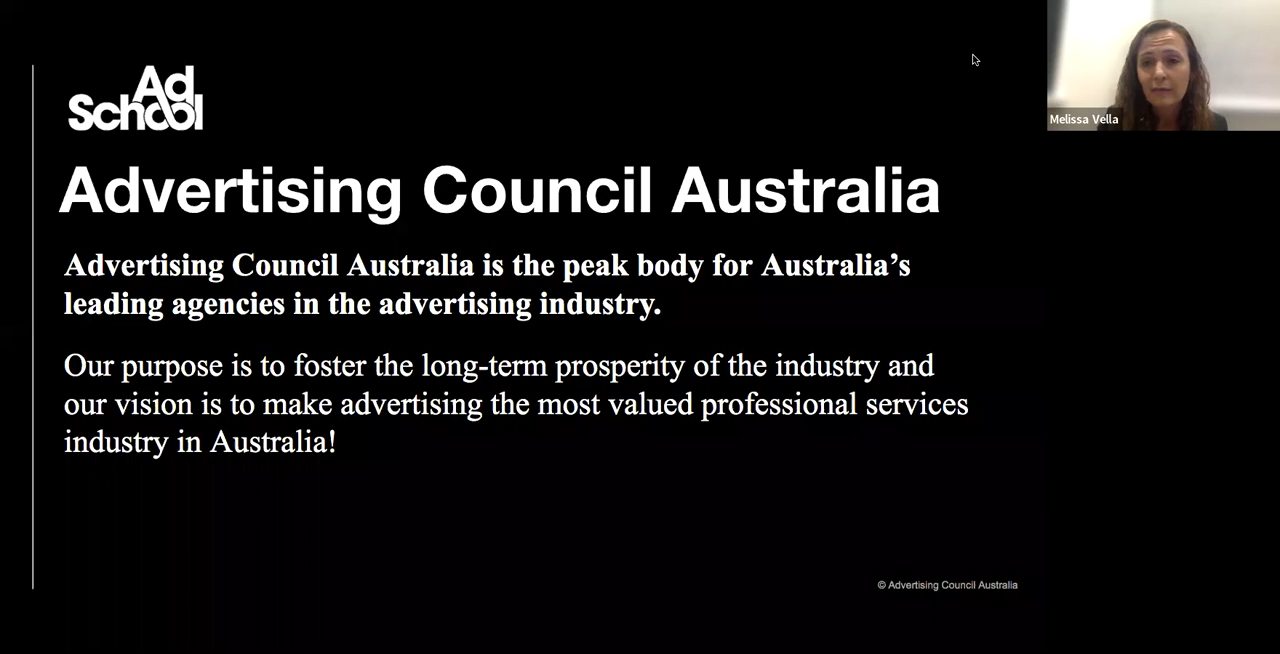 Ad
School
Melissa Vella
Advertising Council Australia
Advertising Council Australia is the peak body for Australia’s
leading agencies in the advertising industry.
Our purpose is to foster the long-term prosperity of the industry and
our vision is to make advertising the most valued professional services
industry in Australia!
© Advertising Council Australia